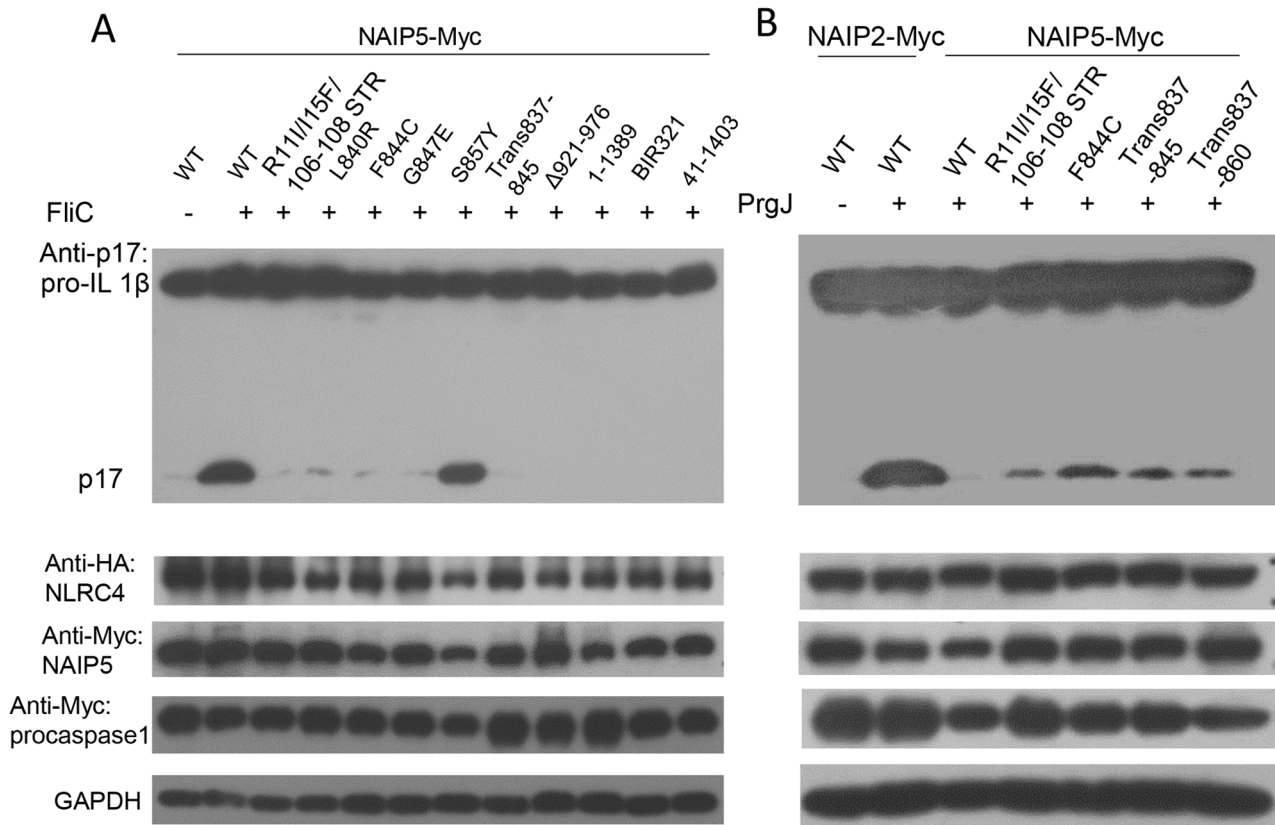 A
NAIP5-Myc
WT
WT
R11I/I15F/
106-108 STR
L840R
F844C
G847E
S857Y
Trans837-
845
Δ921-976
1-1389
BIR321
41-1403
FliC - + + + + + + + + + + +
Anti-p17:
pro-IL 1β
p17
Anti-HA:
NLRC4
Anti-Myc:
NAIP5
Anti-Myc:
procaspase1
GAPDH
B
NAIP2-Myc NAIP5-Myc
WT
WT
WT
R11I/I15F/
106-108 STR
F844C
Trans837
-845
Trans837
-860
PrgJ - + + + + + +